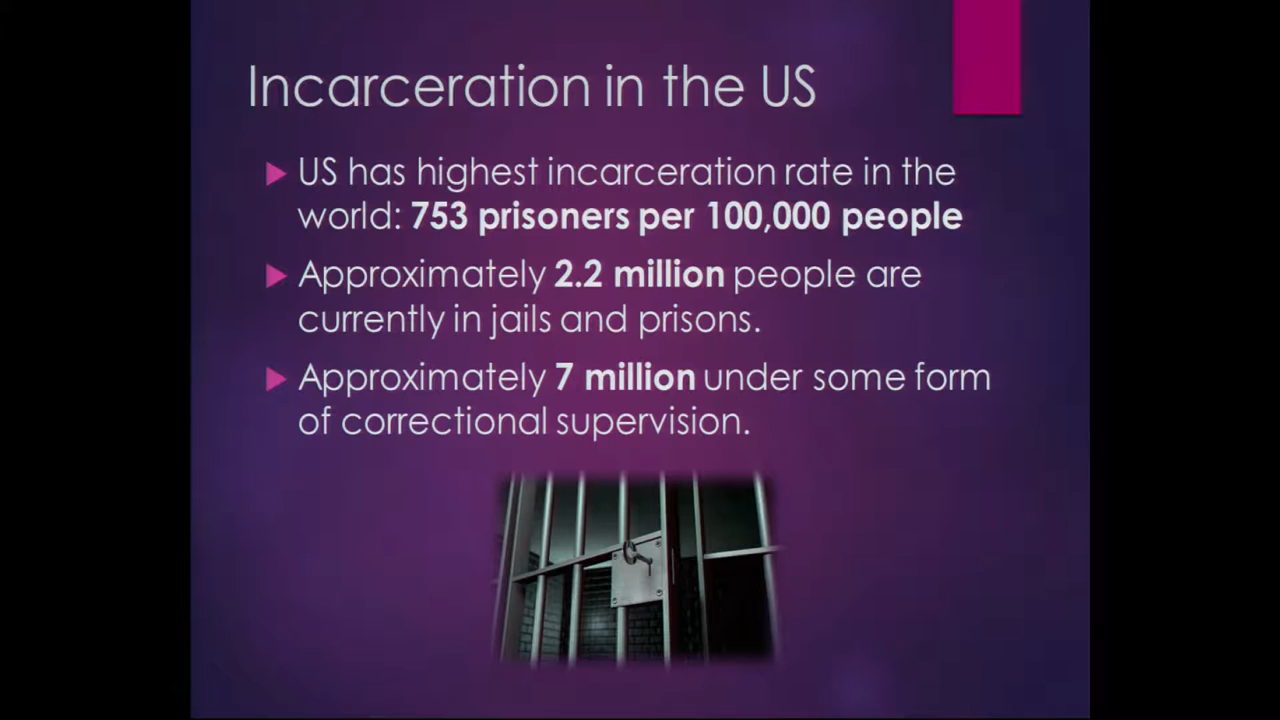 Incarceration in the US
US has highest incarceration rate in the
world: 753 prisoners per 100,000 people
Approximately 2.2 million people are
currently in jails and prisons.
Approximately 7 million under some form
of correctional supervision.